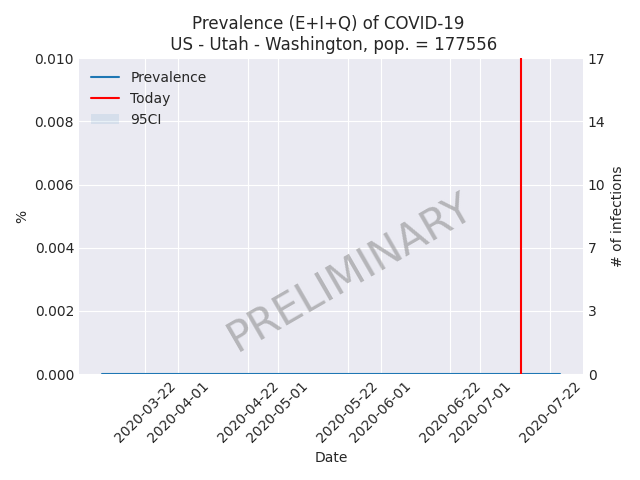 Prevalence (E+I+Q) of COVID-19
US - Utah - Washington, pop. = 177556
0.010
0.008
0.006
0.004
0.002
0.000
%
Prevalence
Today
95CI
PRELIMINARY
17
14
10
7
3
0
# of infections
2020-03-22
2020-04-01
2020-04-22
2020-05-01
2020-05-22
2020-06-01
2020-06-22
2020-07-01
2020-07-22
Date